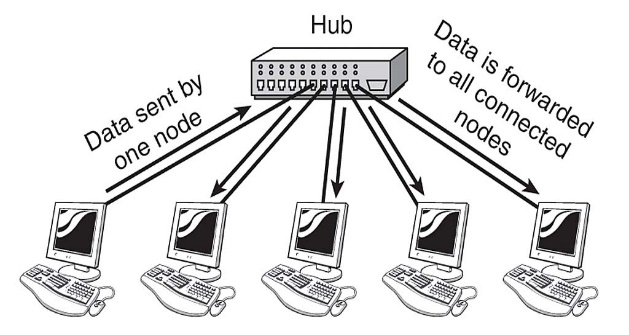 Hub
Data sent by
one node
Data is forwarded
to all connected
nodes